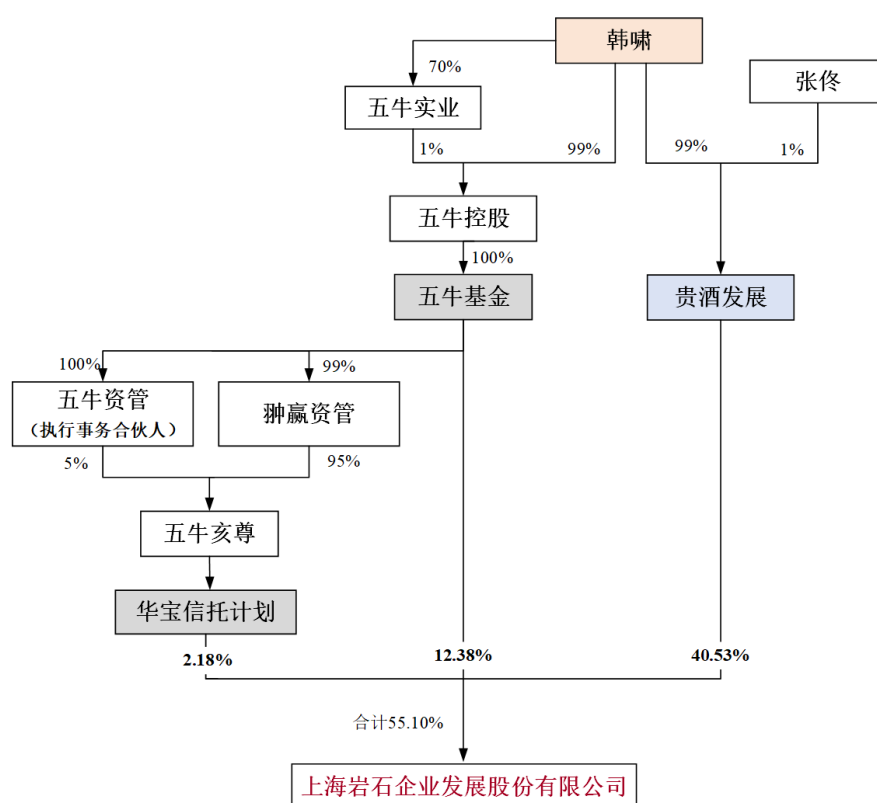 韩啸
70%
张佟
五牛实业
1%
99%
99%
1%
五牛控股
100%
五牛基金
贵酒发展
100%
99%
五牛资管
（执行事务合伙人）
翀赢资管
5%
95%
五牛亥尊
华宝信托计划
2.18%
12.38%
40.53%
合计55.10%
上海岩石企业发展股份有限公司